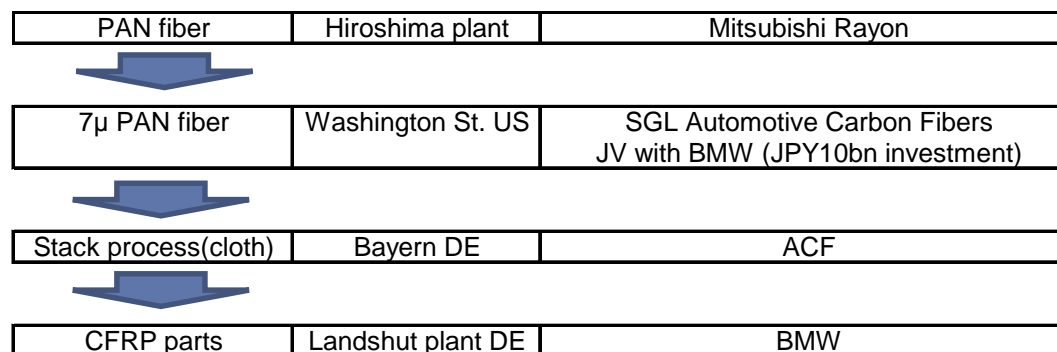 PAN fiber Hiroshima plant Mitsubishi Rayon
7µ PAN fiber Washington St. US SGL Automotive Carbon Fibers
JV with BMW (JPY10bn investment)
Stack process(cloth) Bayern DE ACF
CFRP parts Landshut plant DE BMW